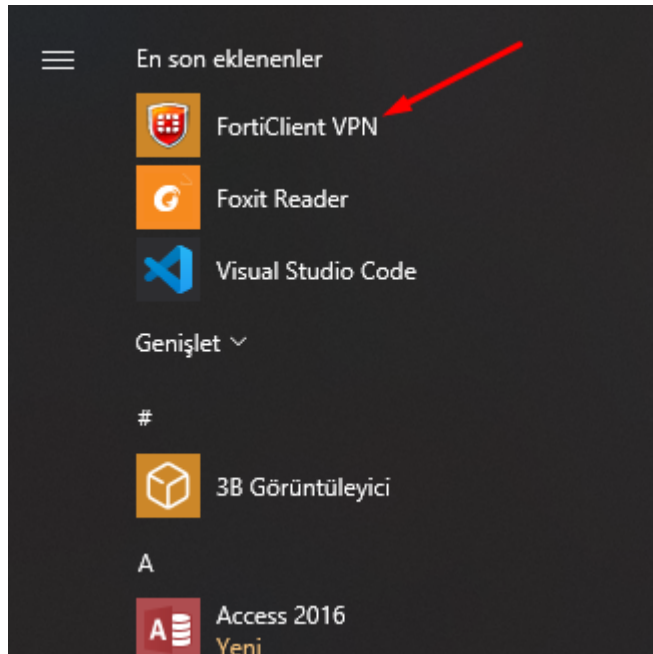 En son eklenenler
FortiClient VPN
Foxit Reader
Visual Studio Code
Genişlet
#
3B Görüntüleyici
A
Access 2016
Yeni